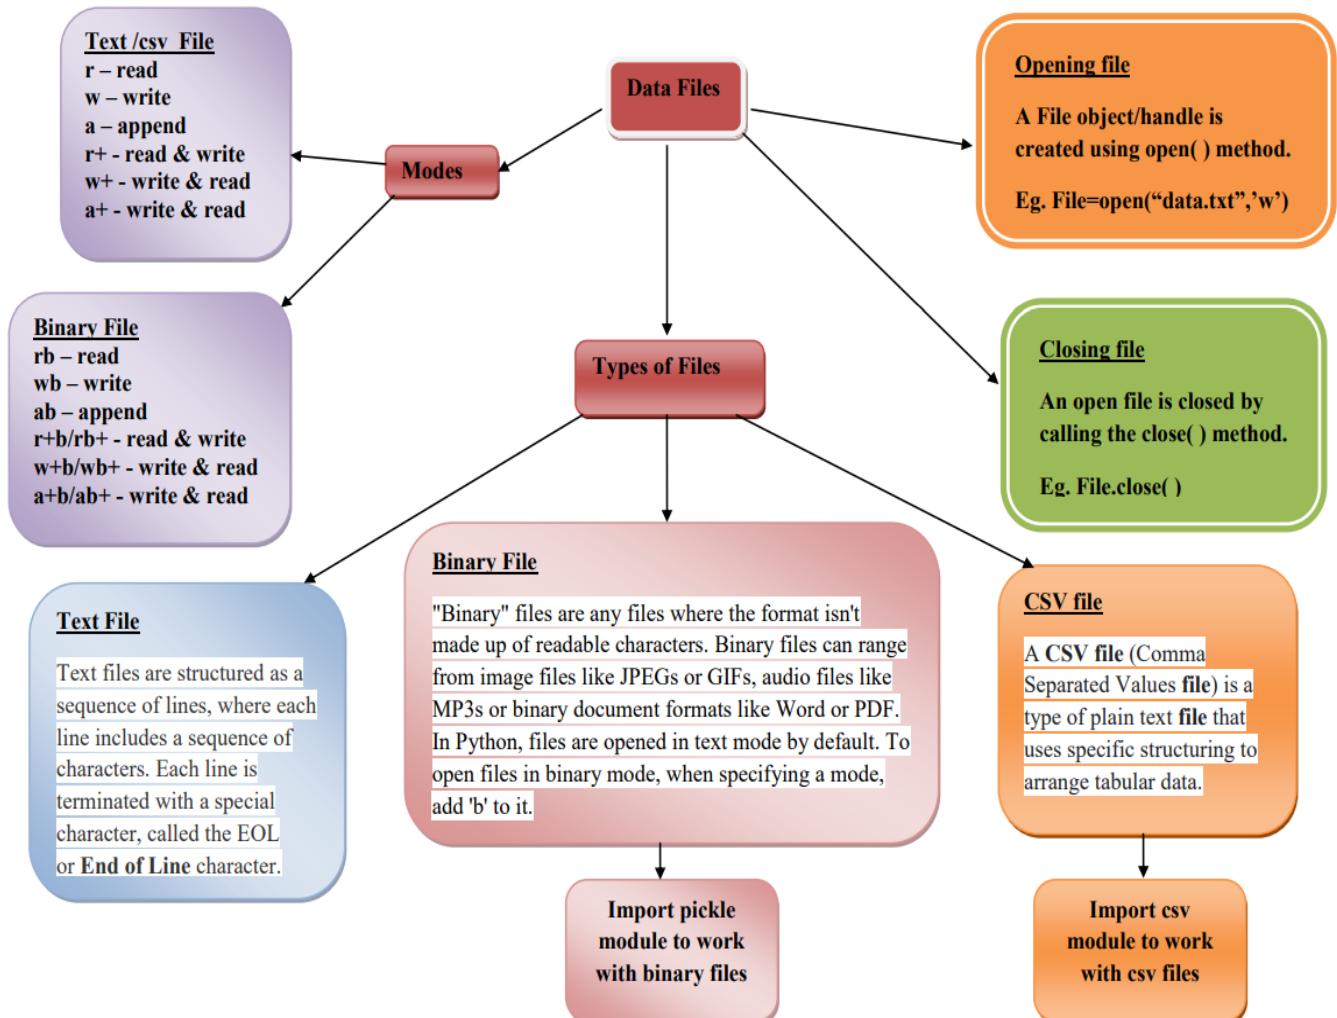 Data Files
Modes
Text /csv  File
r – read
w – write
a – append
r+ - read & write
w+ - write & read
a+ - write & read
Binary File
rb – read
wb – write
ab – append
r+b/rb+ - read & write
w+b/wb+ - write & read
a+b/ab+ - write & read
Opening file
A File object/handle is
created using open( ) method.
Eg. File=open(“data.txt”,’w’)
Closing file
An open file is closed by
calling the close( ) method.
Eg. File.close( )
Types of Files
Text File
Text files are structured as a
sequence of lines, where each
line includes a sequence of
characters. Each line is
terminated with a special
character, called the EOL
or End of Line character.
Binary File
"Binary" files are any files where the format isn't
made up of readable characters. Binary files can range
from image files like JPEGs or GIFs, audio files like
MP3s or binary document formats like Word or PDF.
In Python, files are opened in text mode by default. To
open files in binary mode, when specifying a mode,
add 'b' to it.
Import pickle
module to work
with binary files
CSV file
A CSV file (Comma
Separated Values file) is a
type of plain text file that
uses specific structuring to
arrange tabular data.
Import csv
module to work
with csv files